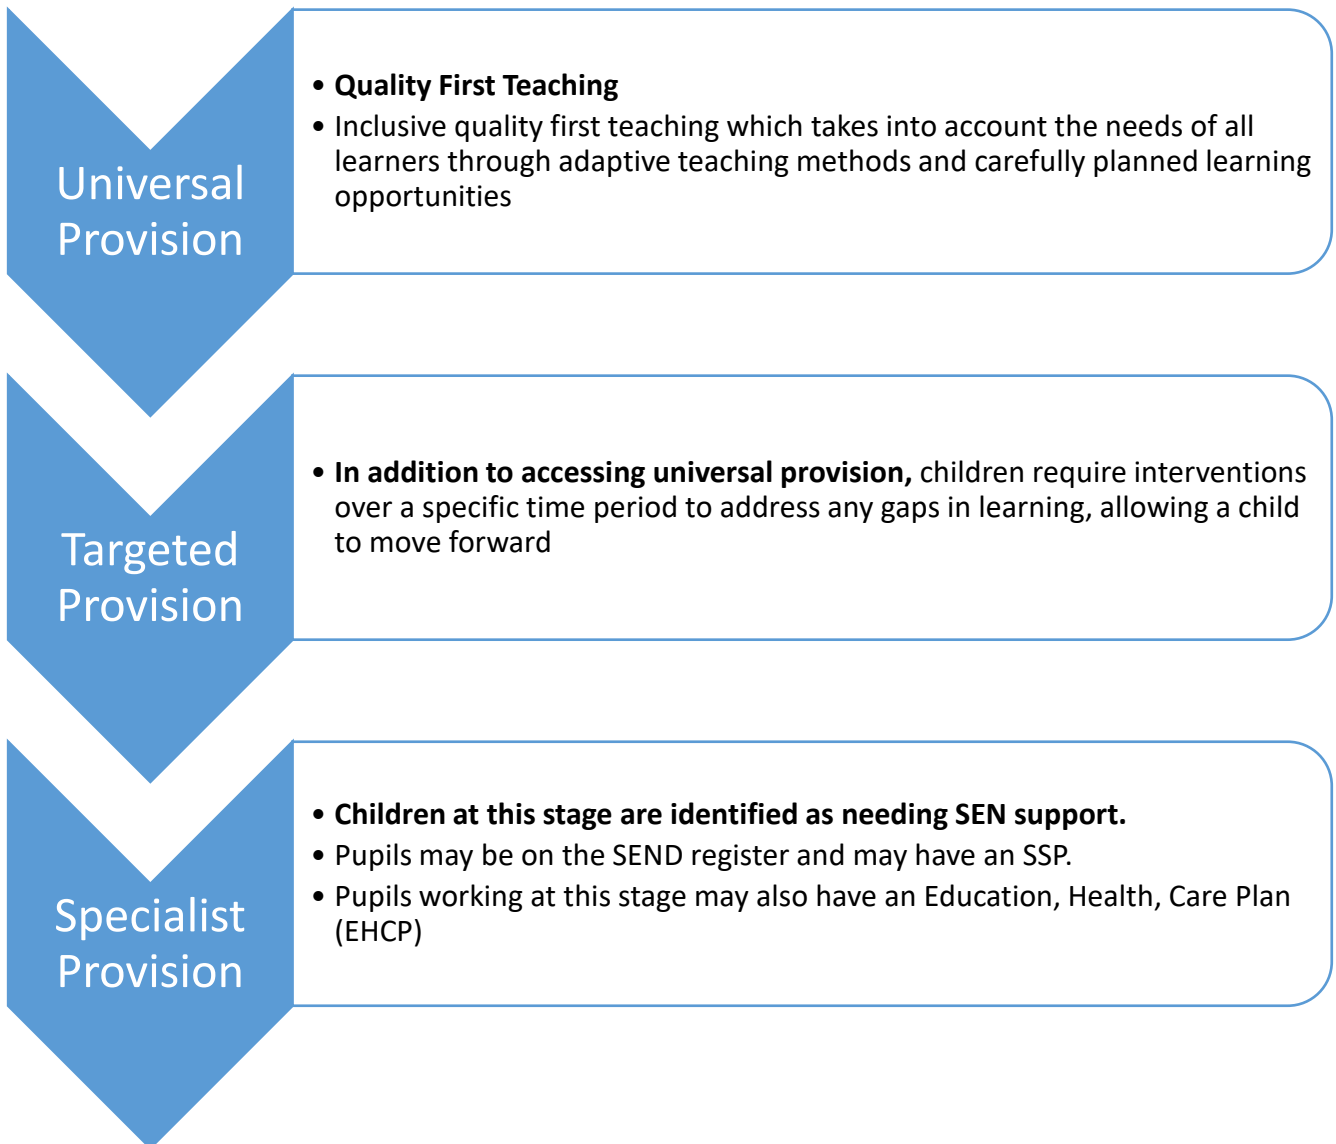 Universal
Provision
• Quality First Teaching
• Inclusive quality first teaching which takes into account the needs of all
learners through adaptive teaching methods and carefully planned learning
opportunities
Targeted
Provision
• In addition to accessing universal provision, children require interventions
over a specific time period to address any gaps in learning, allowing a child
to move forward
Specialist
Provision
• Children at this stage are identified as needing SEN support.
• Pupils may be on the SEND register and may have an SSP.
• Pupils working at this stage may also have an Education, Health, Care Plan
(EHCP)